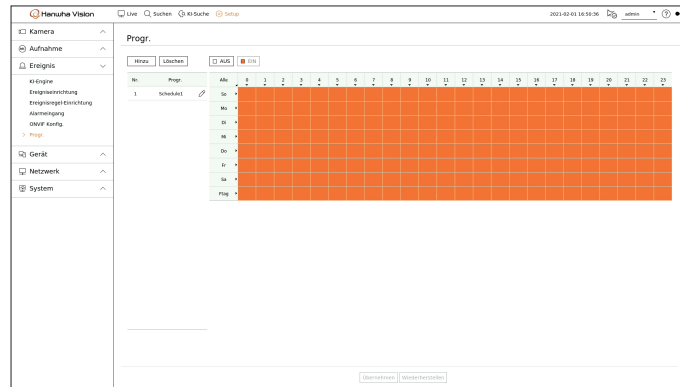 Hanwha Vision
Live Suchen KI-Suche Setup
2021-02-01 16:50:36 admin
Kamera
Aufnahme
Ereignis
KI-Engine
Ereigniseinrichtung
Ereignisregel-Einrichtung
Alarmeingang
ONVIF Konfig.
> Progr.
Gerät
Netzwerk
System
Progr.
Hinzu Löschen AUS EIN
Nr. Progr.
1 Schedule1
Alle 0 1 2 3 4 5 6 7 8 9 10 11 12 13 14 15 16 17 18 19 20 21 22 23
So
Mo
Di
Mi
Do
Fr
Sa
Ftag
Übernehmen Wiederherstellen